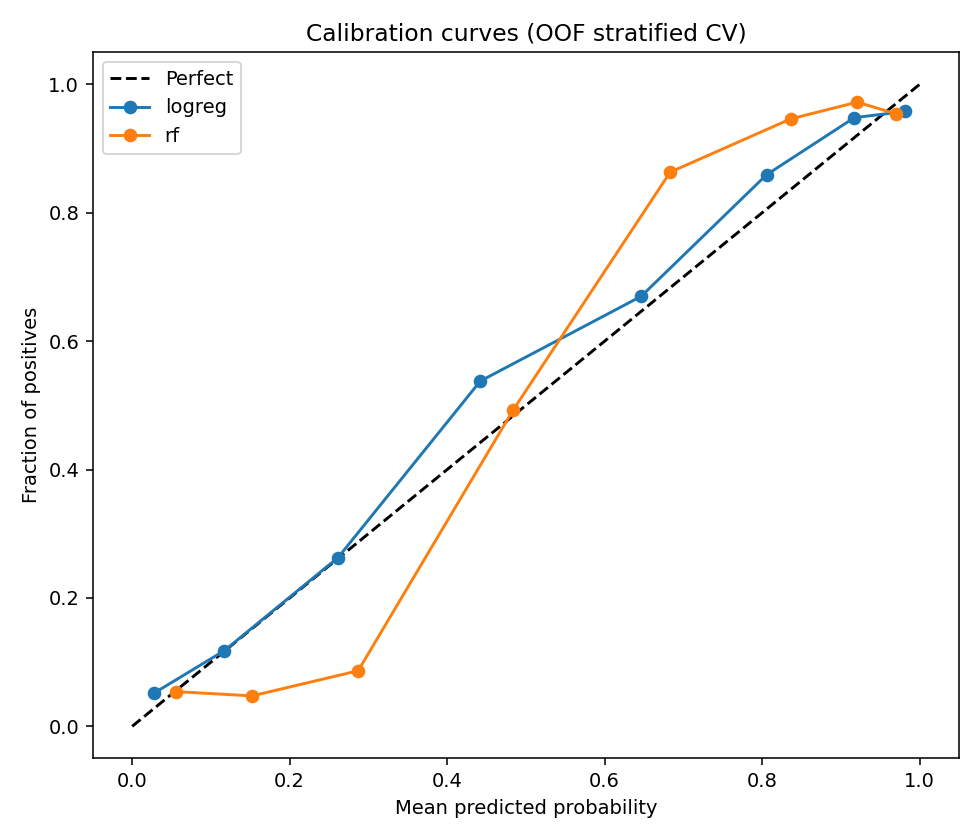 Calibration curves (OOF stratified CV)
Perfect
logreg
rf
Fraction of positives
1.0
0.8
0.6
0.4
0.2
0.0
0.0 0.2 0.4 0.6 0.8 1.0
Mean predicted probability